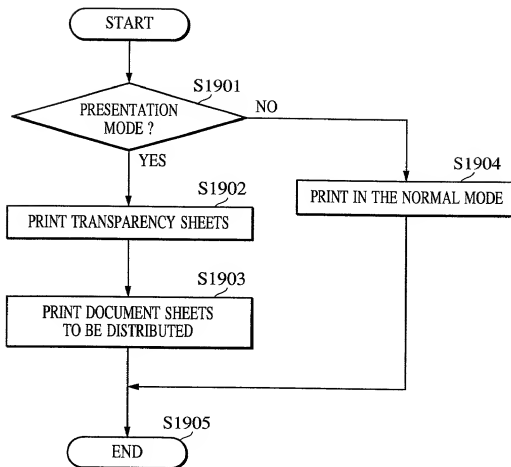 START
S1901
PRESENTATION
MODE ?
NO
YES
S1902
PRINT TRANSPARENCY SHEETS
S1904
PRINT IN THE NORMAL MODE
S1903
PRINT DOCUMENT SHEETS
TO BE DISTRIBUTED
S1905
END